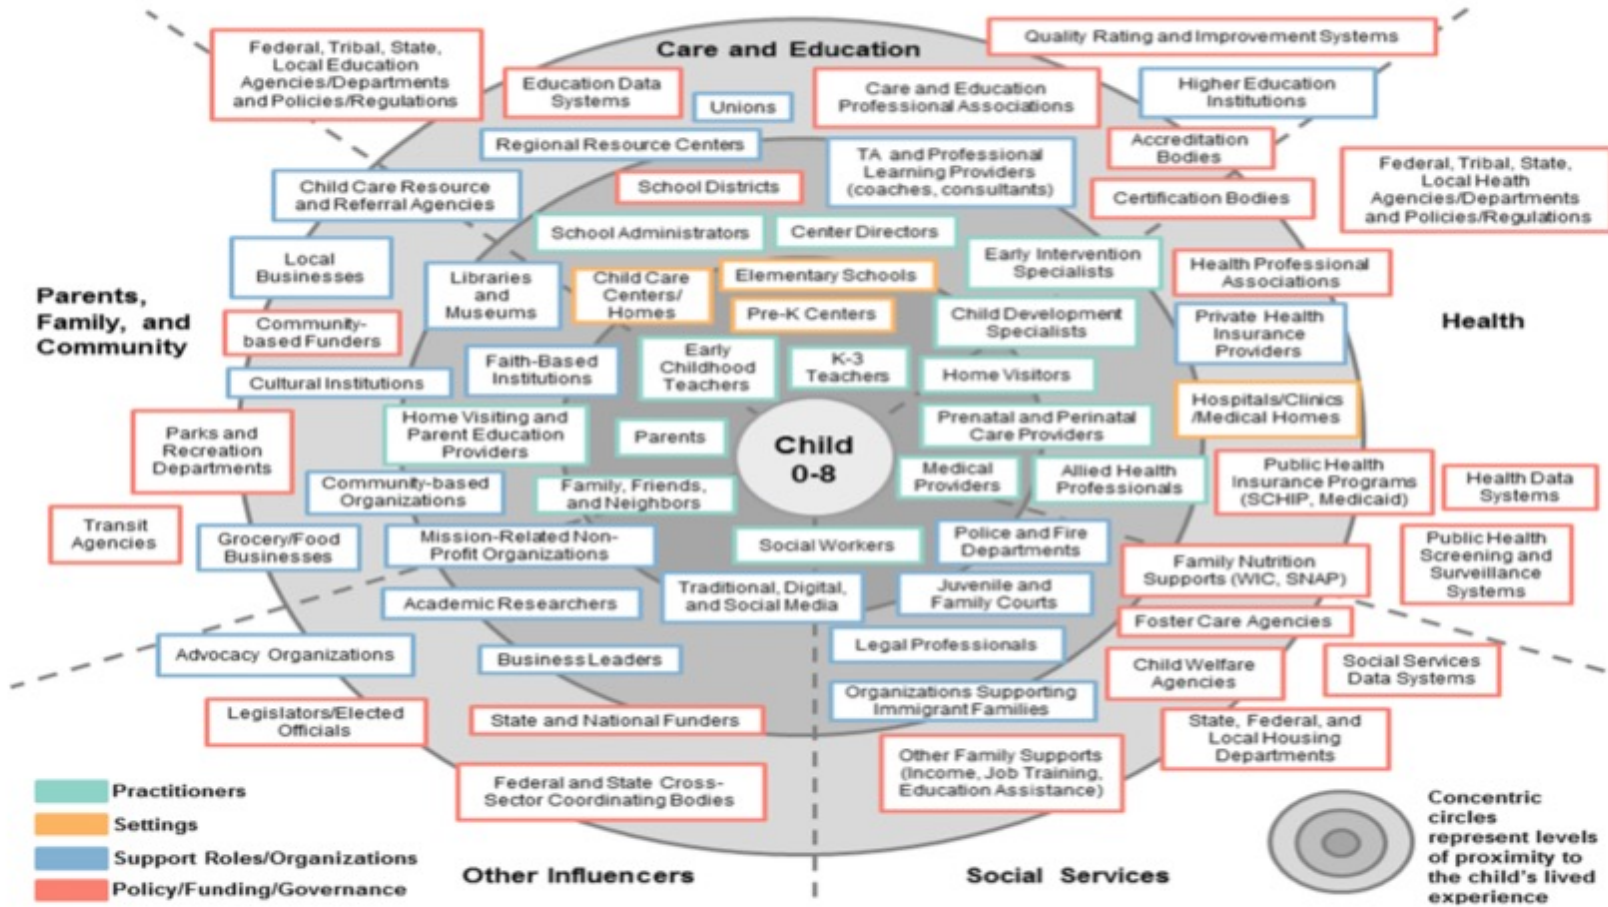 Care and Education
Quality Rating and Improvement Systems
Federal, Tribal, State,
Local Education
Agencies/Departments
and Policies/Regulations
Education Data
Systems
Unions
Care and Education
Professional Associations
Higher Education
Institutions
Regional Resource Centers
TA and Professional
Learning Providers
(coaches, consultants)
Accreditation
Bodies
Federal, Tribal, State,
Local Heath
Agencies/Departments
and Policies/Regulations
Child Care Resource
and Referral Agencies
School Districts
Certification Bodies
School Administrators
Center Directors
Early Intervention
Specialists
Health Professional
Associations
Local
Businesses
Libraries
and
Museums
Child Care
Centers/
Homes
Elementary Schools
Pre-K Centers
Child Development
Specialists
Private Health
Insurance
Providers
Parents,
Family, and
Community
Health
Community-
based Funders
Cultural Institutions
Faith-Based
Institutions
Early
Childhood
Teachers
K-3
Teachers
Home Visitors
Hospitals/Clinics
/Medical Homes
Parks and
Recreation
Departments
Home Visiting and
Parent Education
Providers
Parents
Child
0-8
Prenatal and Perinatal
Care Providers
Community-based
Organizations
Family, Friends,
and Neighbors
Medical
Providers
Allied Health
Professionals
Public Health
Insurance Programs
(SCHIP, Medicaid)
Health Data
Systems
Transit
Agencies
Grocery/Food
Businesses
Mission-Related Non-
Profit Organizations
Social Workers
Police and Fire
Departments
Family Nutrition
Supports (WIC, SNAP)
Public Health
Screening and
Surveillance
Systems
Academic Researchers
Traditional, Digital,
and Social Media
Juvenile and
Family Courts
Foster Care Agencies
Advocacy Organizations
Business Leaders
Legal Professionals
Child Welfare
Agencies
Social Services
Data Systems
Legislators/Elected
Officials
State and National Funders
Organizations Supporting
Immigrant Families
State, Federal, and
Local Housing
Departments
Federal and State Cross-
Sector Coordinating Bodies
Other Family Supports
(Income, Job Training,
Education Assistance)
Practitioners
Settings
Support Roles/Organizations
Policy/Funding/Governance
Other Influencers
Social Services
Concentric
circles
represent levels
of proximity to
the child's lived
experience